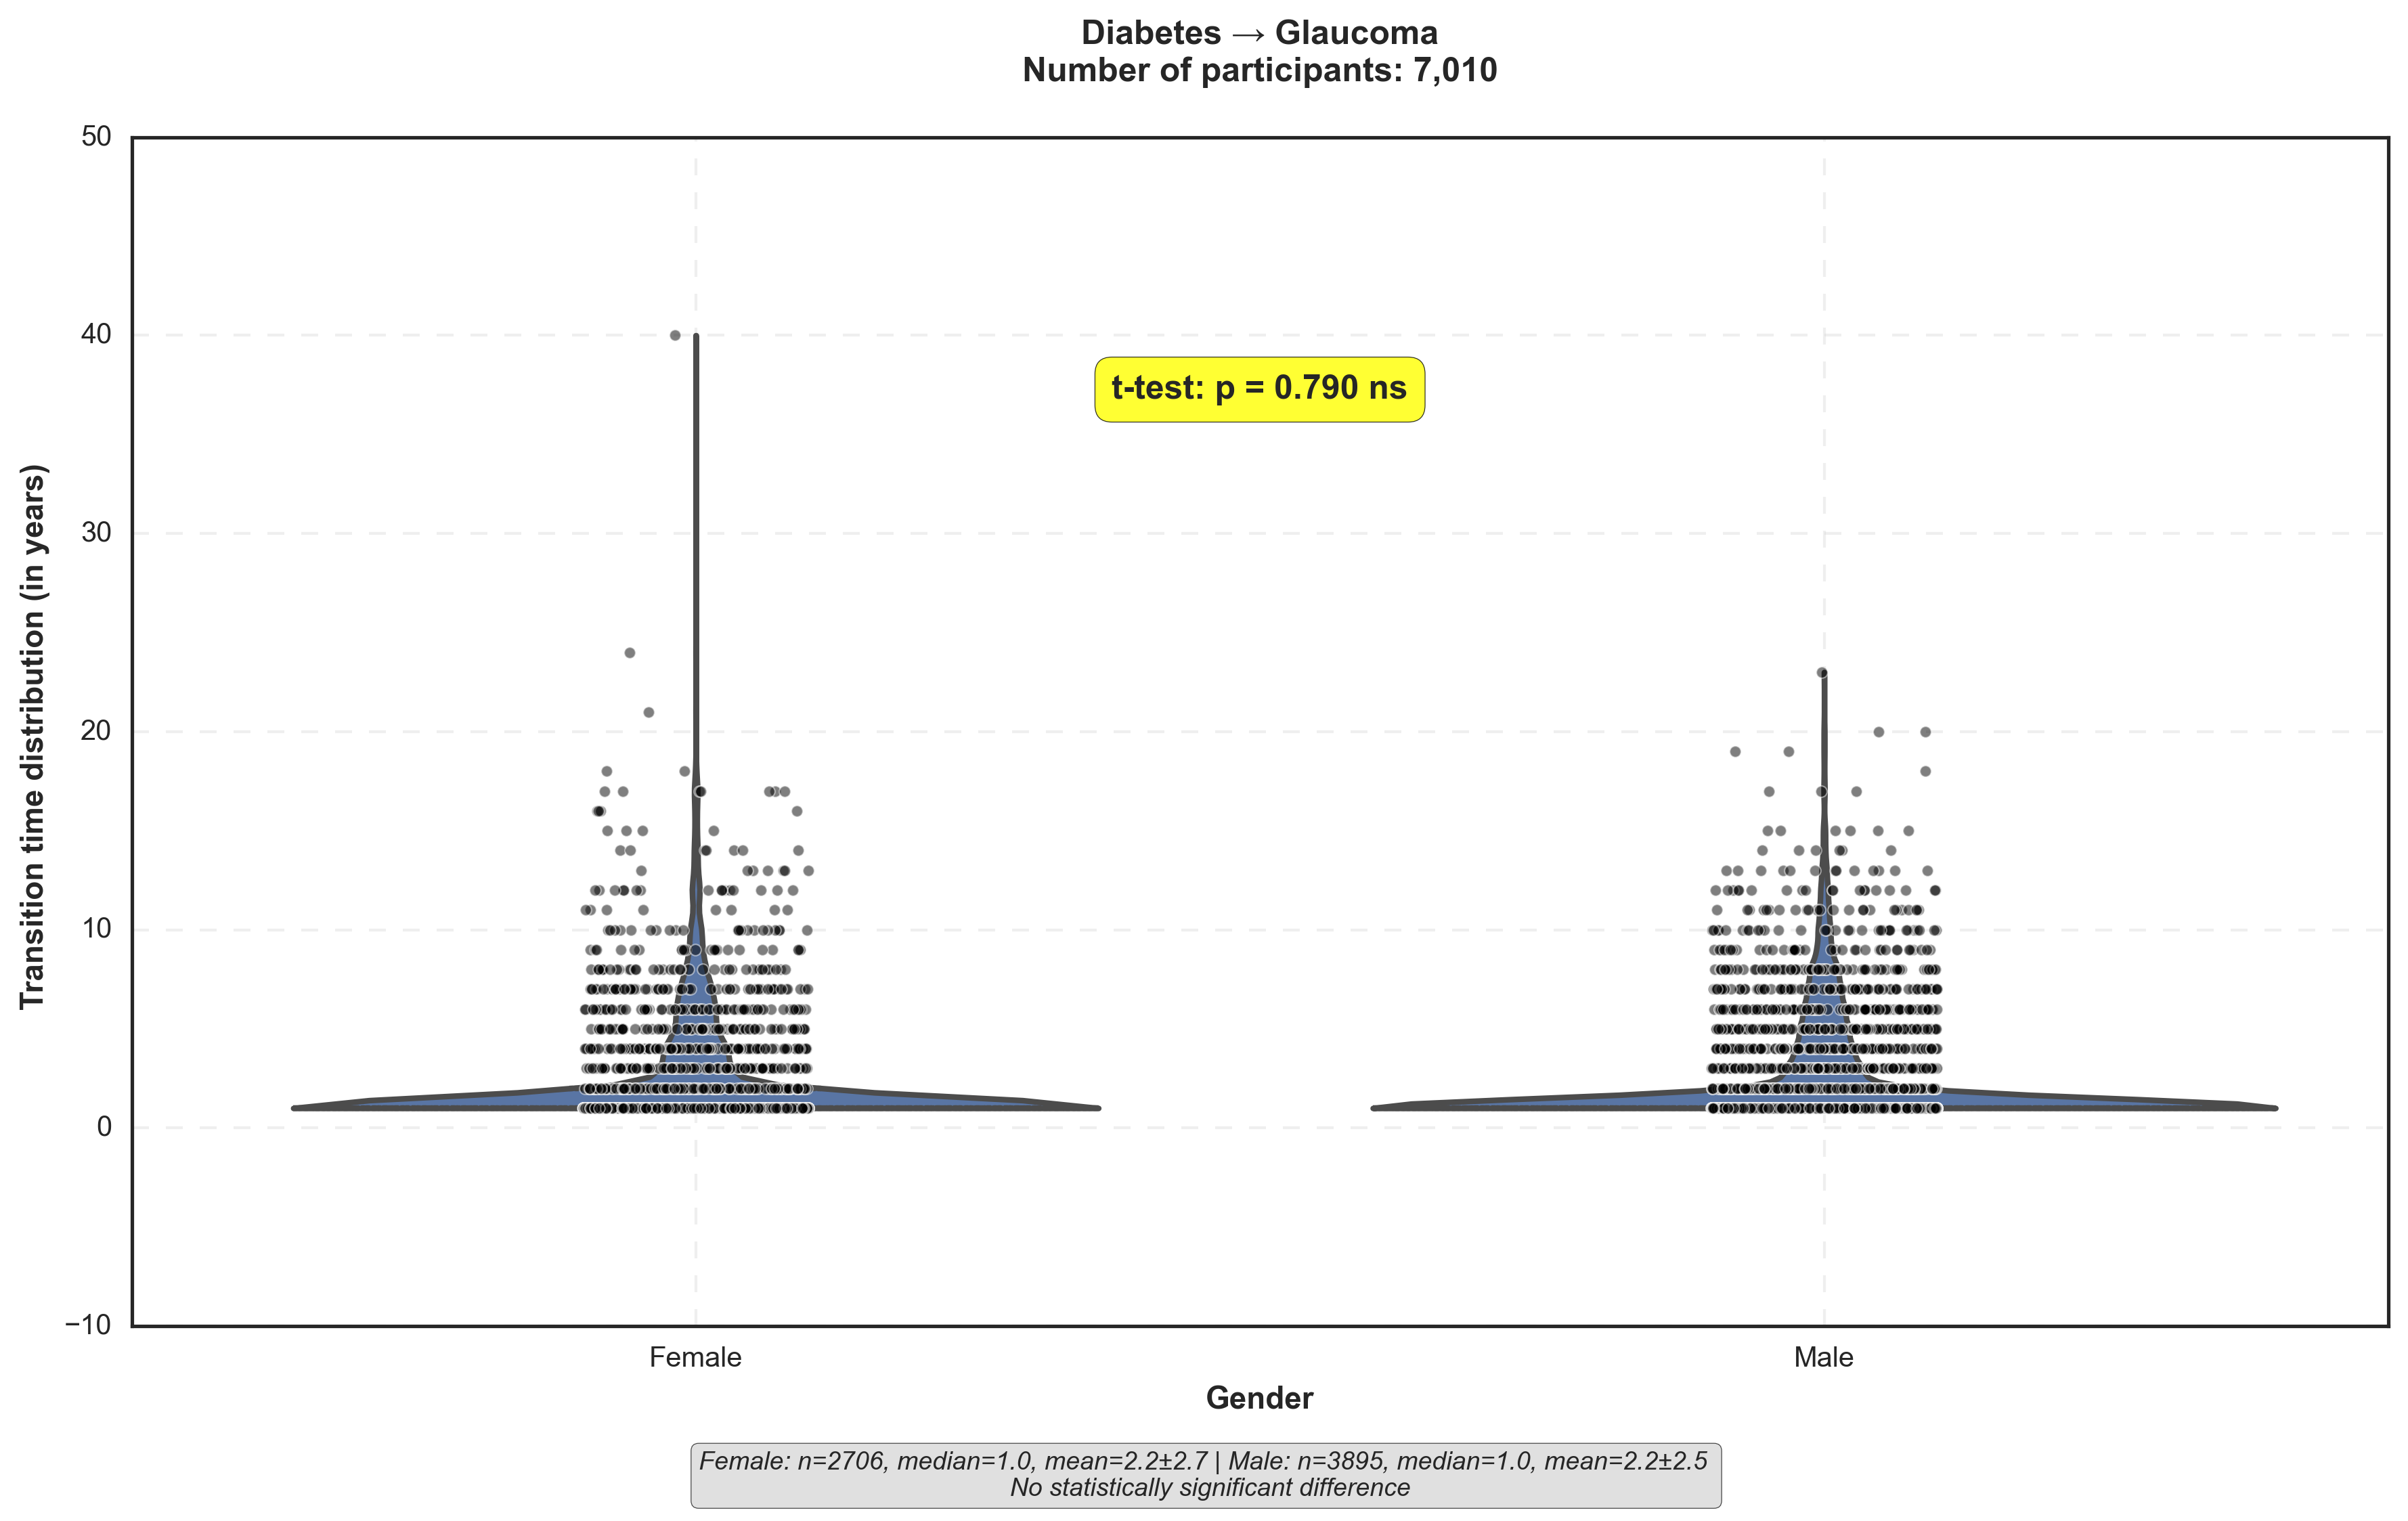 Diabetes → Glaucoma
Number of participants: 7,010
50
40
30
20
10
0
−10
Transition time distribution (in years)
t-test: p = 0.790 ns
Female
Male
Gender
Female: n=2706, median=1.0, mean=2.2±2.7 | Male: n=3895, median=1.0, mean=2.2±2.5
No statistically significant difference